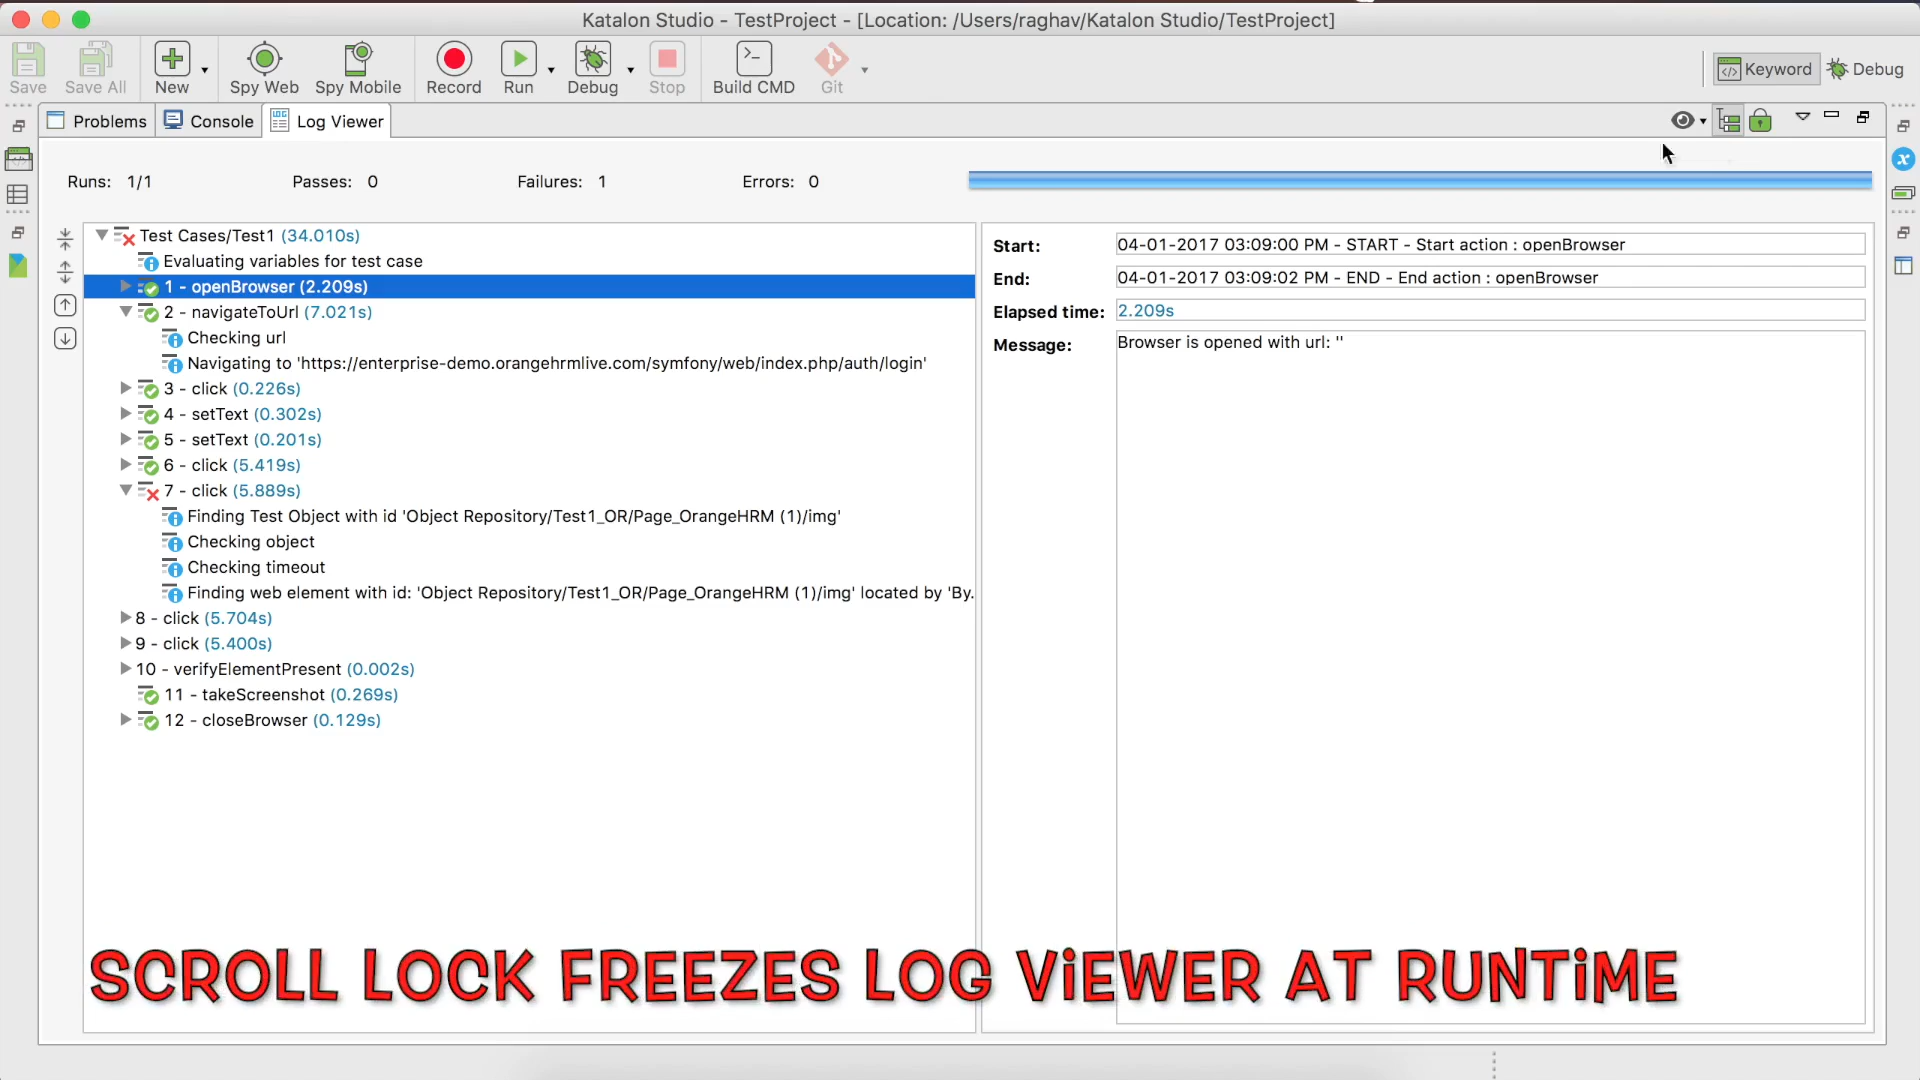 Katalon Studio - TestProject - [Location: /Users/raghav/Katalon Studio/TestProject]
Save
Save All
New
Spy Web
Spy Mobile
Record
Run
Debug
Stop
Build CMD
Git
Keyword
Debug
Problems
Console
Log Viewer
Runs: 1/1
Passes: 0
Failures: 1
Errors: 0
Test Cases/Test1 (34.010s)
Evaluating variables for test case
1 - openBrowser (2.209s)
2 - navigateToUrl (7.021s)
Checking url
Navigating to 'https://enterprise-demo.orangehrmlive.com/symfony/web/index.php/auth/login'
3 - click (0.226s)
4 - setText (0.302s)
5 - setText (0.201s)
6 - click (5.419s)
7 - click (5.889s)
Finding Test Object with id 'Object Repository/Test1_OR/Page_OrangeHRM (1)/img'
Checking object
Checking timeout
Finding web element with id: 'Object Repository/Test1_OR/Page_OrangeHRM (1)/img' located by 'By.
8 - click (5.704s)
9 - click (5.400s)
10 - verifyElementPresent (0.002s)
11 - takeScreenshot (0.269s)
12 - closeBrowser (0.129s)
Start: 04-01-2017 03:09:00 PM - START - Start action : openBrowser
End: 04-01-2017 03:09:02 PM - END - End action : openBrowser
Elapsed time: 2.209s
Message: Browser is opened with url: ''
SCROLL LOCK FREEZES LOG ViEWER AT RUNTiME